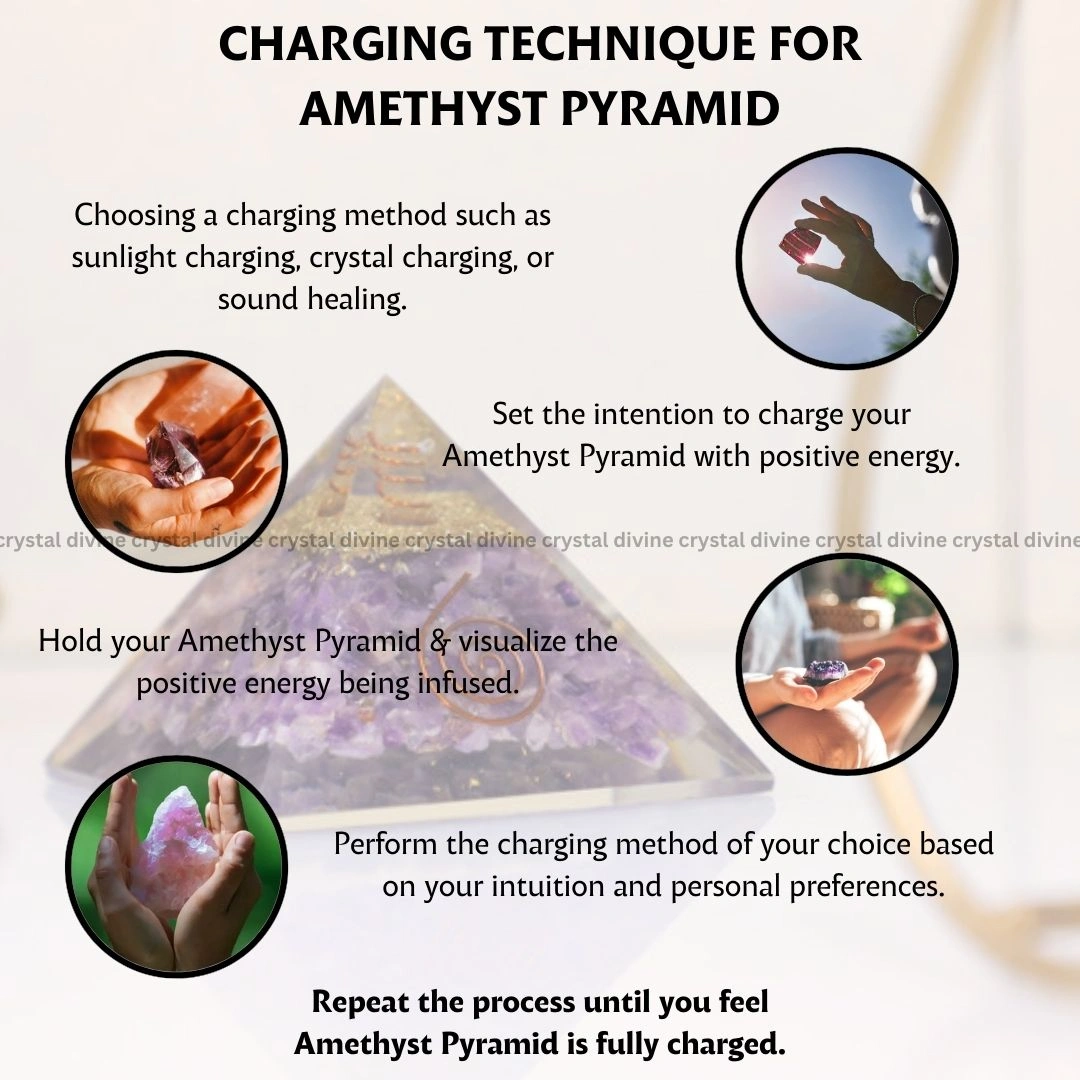 CHARGING TECHNIQUE FOR
AMETHYST PYRAMID
Choosing a charging method such as
sunlight charging, crystal charging, or
sound healing.
Set the intention to charge your
Amethyst Pyramid with positive energy.
crystal divine crystal divine crystal divine crystal divine crystal divine crystal divine crystal divine crystal divine
Hold your Amethyst Pyramid & visualize the
positive energy being infused.
Perform the charging method of your choice based
on your intuition and personal preferences.
Repeat the process until you feel
Amethyst Pyramid is fully charged.